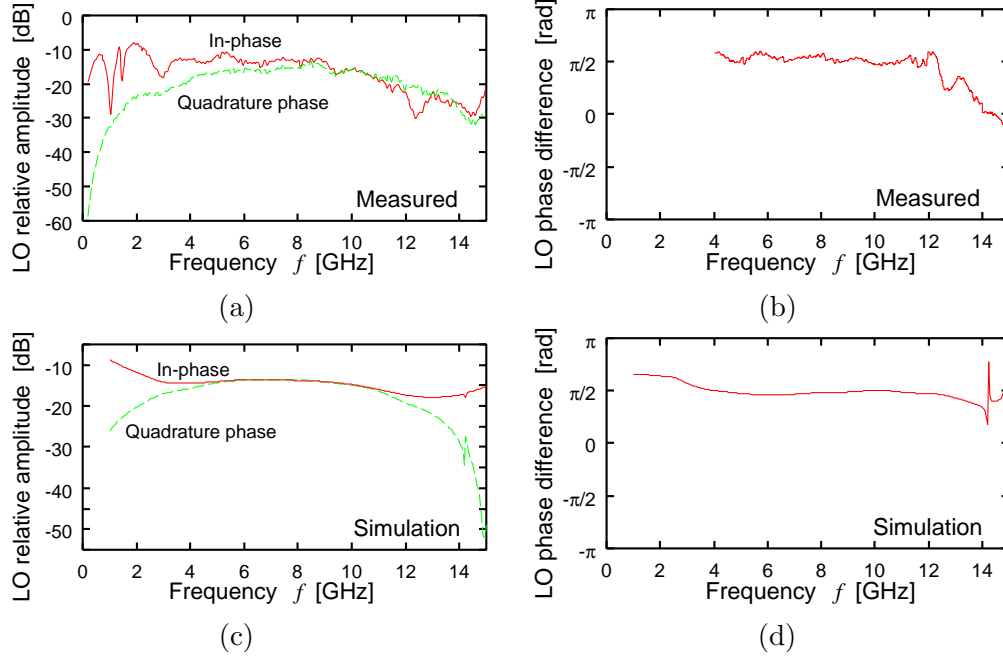 LO relative amplitude [dB]
0
-10
-20
-30
-40
-50
-60
In-phase
Quadrature phase
Measured
0 2 4 6 8 10 12 14
Frequency f [GHz]
(a)
LO phase difference [rad]
π
π/2
0
-π/2
-π
Measured
0 2 4 6 8 10 12 14
Frequency f [GHz]
(b)
LO relative amplitude [dB]
-10
-20
-30
-40
-50
In-phase
Quadrature phase
Simulation
0 2 4 6 8 10 12 14
Frequency f [GHz]
(c)
LO phase difference [rad]
π
π/2
0
-π/2
-π
Simulation
0 2 4 6 8 10 12 14
Frequency f [GHz]
(d)